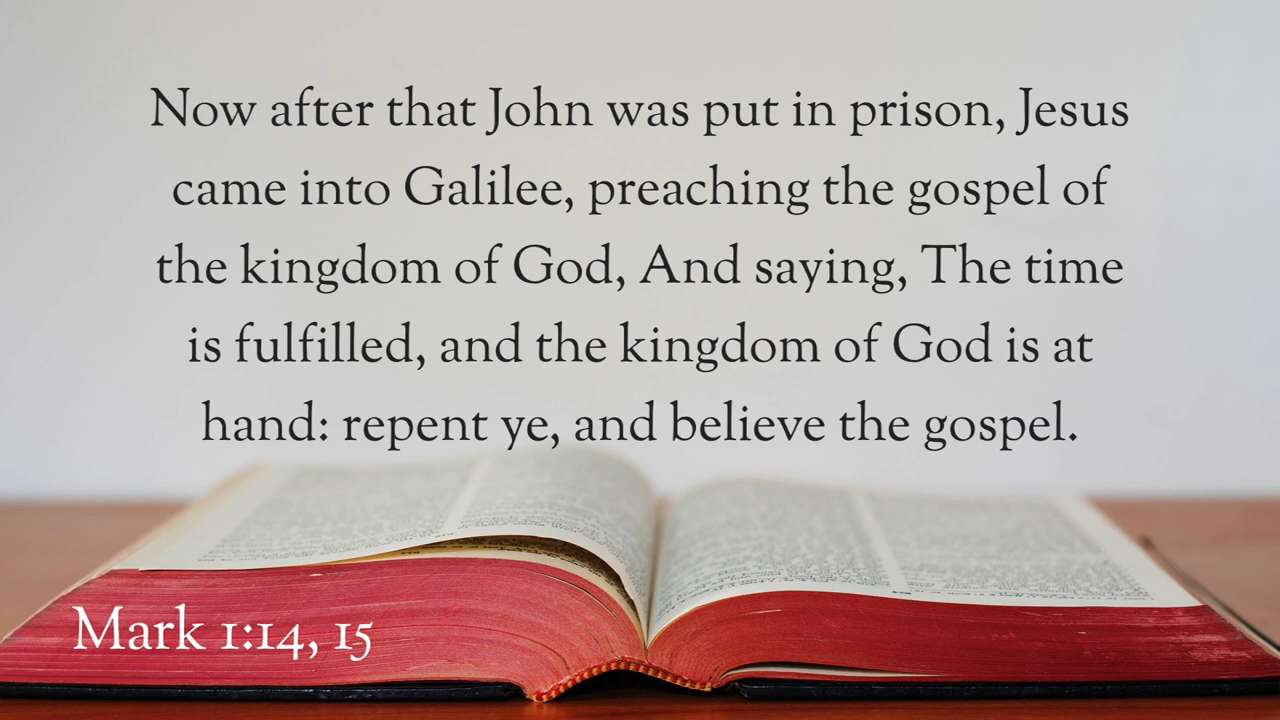 Now after that John was put in prison, Jesus
came into Galilee, preaching the gospel of
the kingdom of God, And saying, The time
is fulfilled, and the kingdom of God is at
hand: repent ye, and believe the gospel.
Mark 1:14, 15